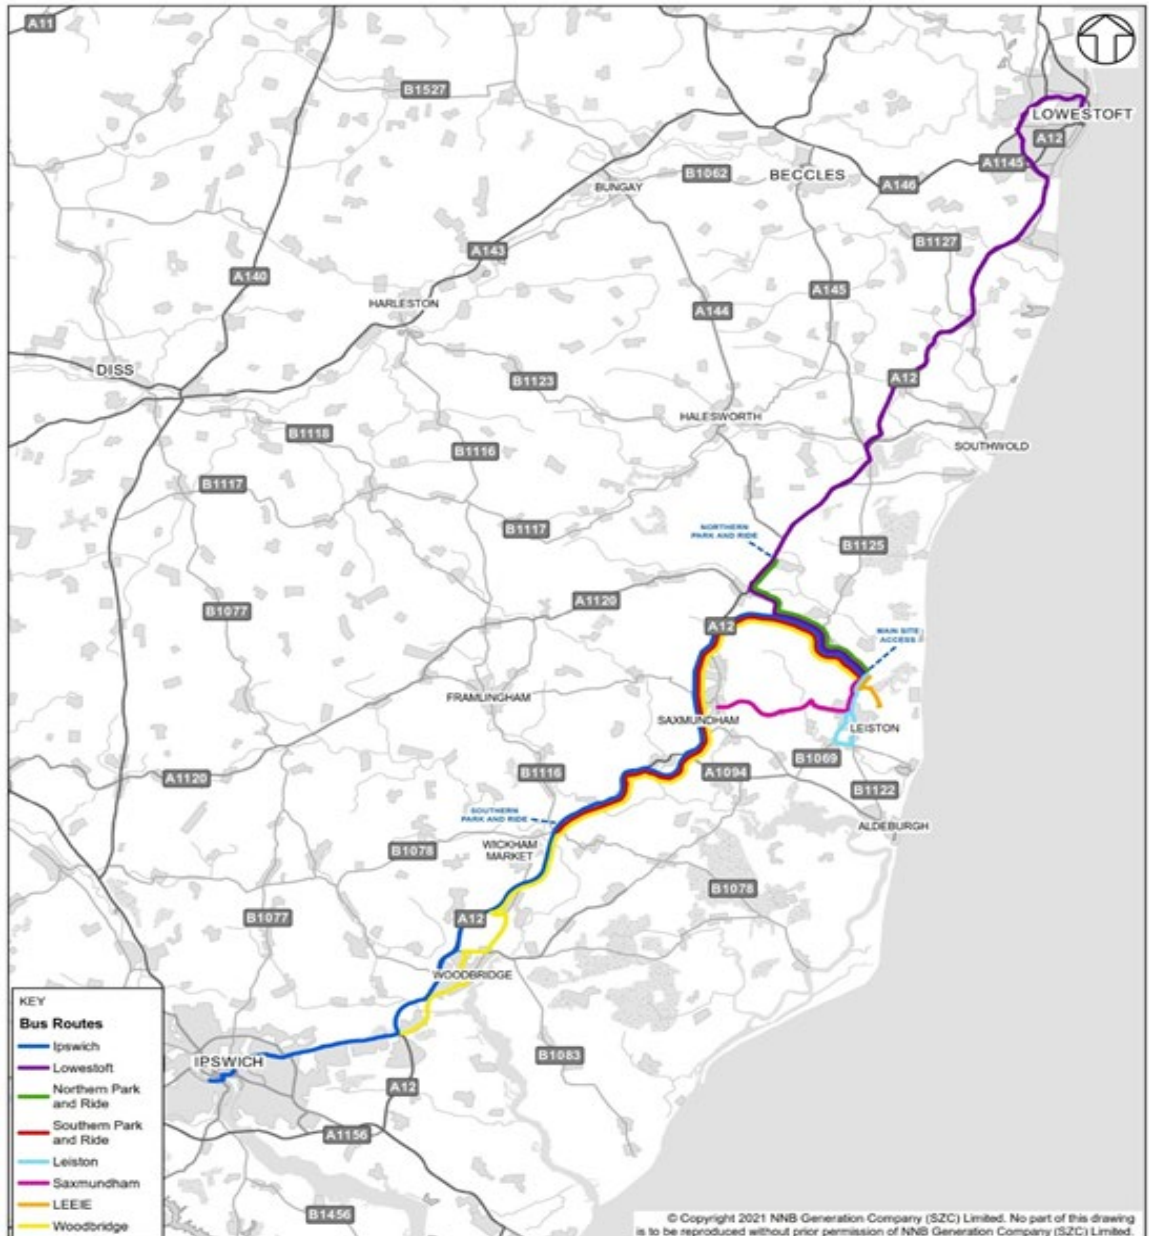 A11
B1527
LOWESTOFT
A12
A1145
B1062
BECCLES
A146
BUNGAY
B1127
A143
A140
A145
HARLESTON
A144
DISS
B1123
A12
HALESWORTH
B1118
SOUTHWOLD
B1116
B1117
B1117
NORTHERN
PARK AND RIDE
B1125
A1120
B1077
A12
MAIN SITE
ACCESS
FRAMLINGHAM
SAXMUNDHAM
LEISTON
B1069
A1120
B1116
A1094
B1122
SOUTHERN
PARK AND RIDE
ALDEBURGH
WICKHAM
MARKET
B1078
B1078
B1077
A12
WOODBRIDGE
B1083
IPSWICH
A12
A1156
B1456
KEY
Bus Routes
Ipswich
Lowestoft
Northern Park
and Ride
Southern Park
and Ride
Leiston
Saxmundham
LEEIE
Woodbridge
© Copyright 2021 NNB Generation Company (SZC) Limited. No part of this drawing
is to be reproduced without prior permission of NNB Generation Company (SZC) Limited.